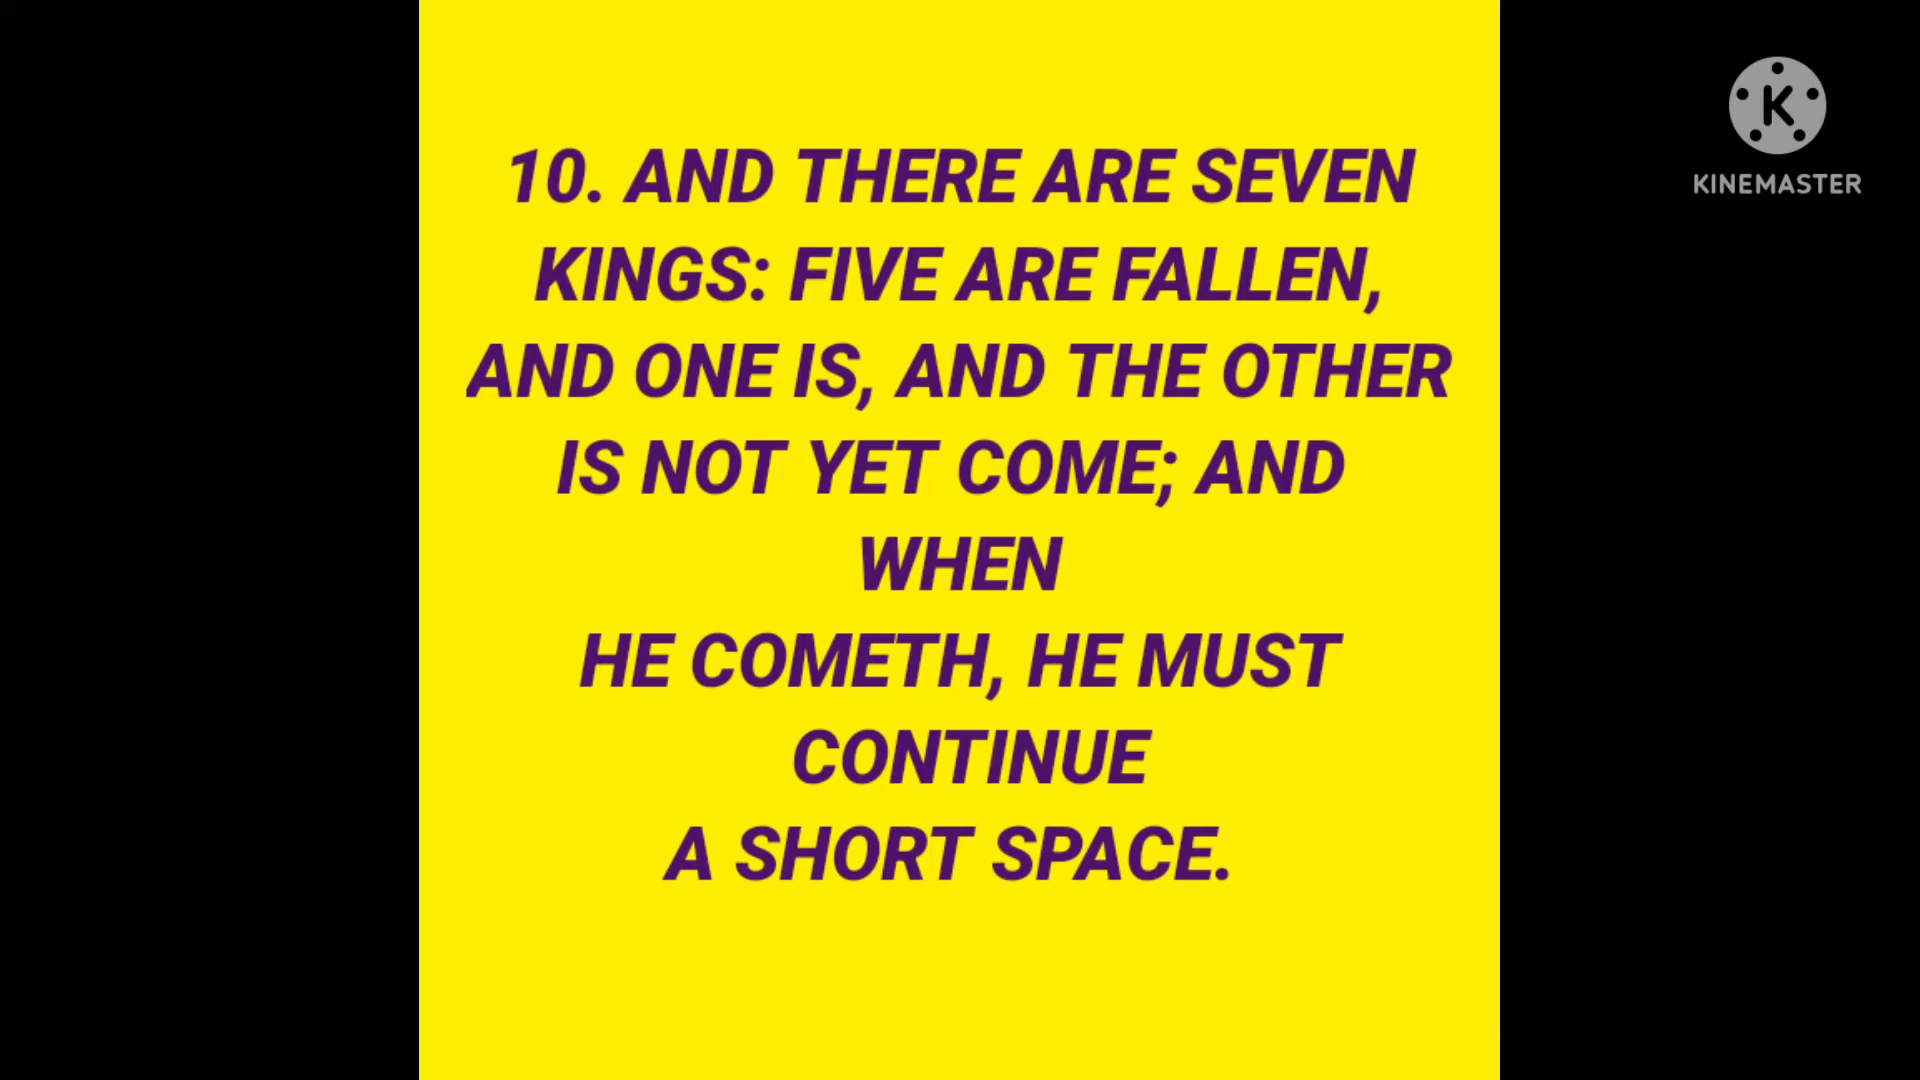 10. AND THERE ARE SEVEN
KINGS: FIVE ARE FALLEN,
AND ONE IS, AND THE OTHER
IS NOT YET COME; AND
WHEN
HE COMETH, HE MUST
CONTINUE
A SHORT SPACE.
K
KINEMASTER